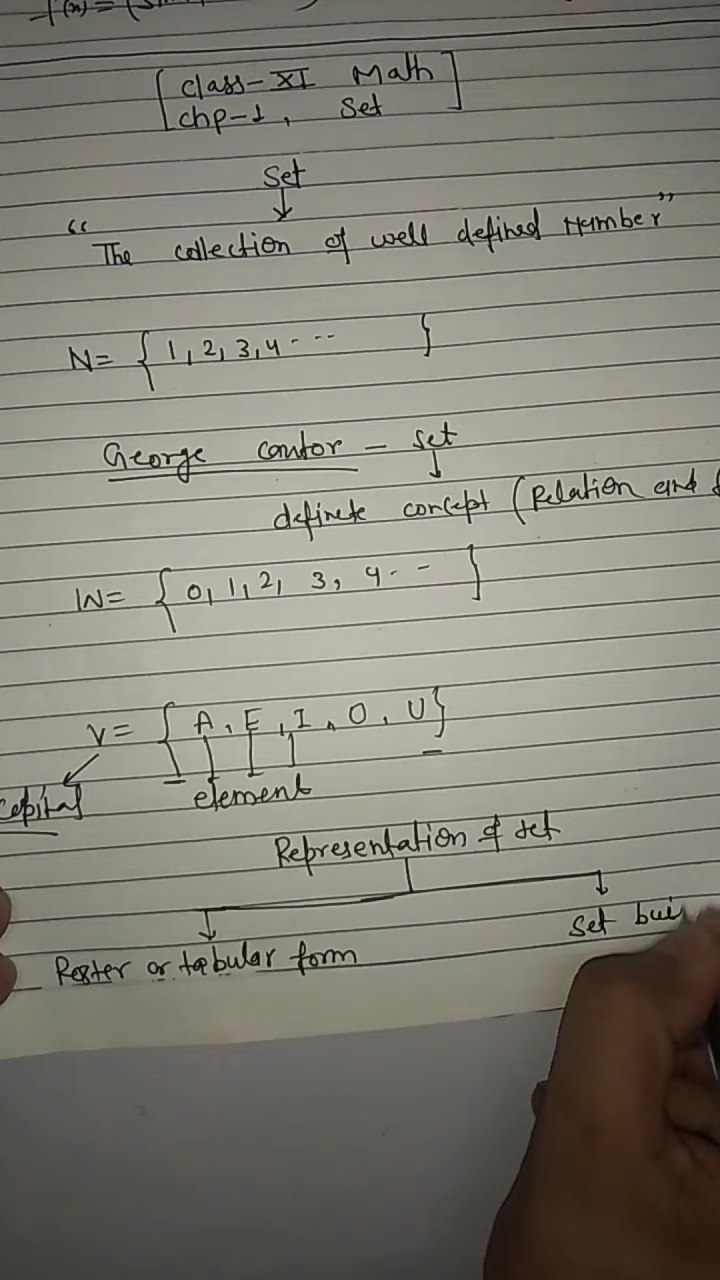 f(x) =
[Class-XI Math
chp-1, Set]
Set
"The collection of well defined Number"
N= { 1, 2, 3, 4 - - - }
George cantor - set
definete concept (Relation and
W= { 0, 1, 2, 3, 4 - - }
V= { A, E, I, O, U}
Capital
element
Representation of set
Set bui
Roster or tabular form